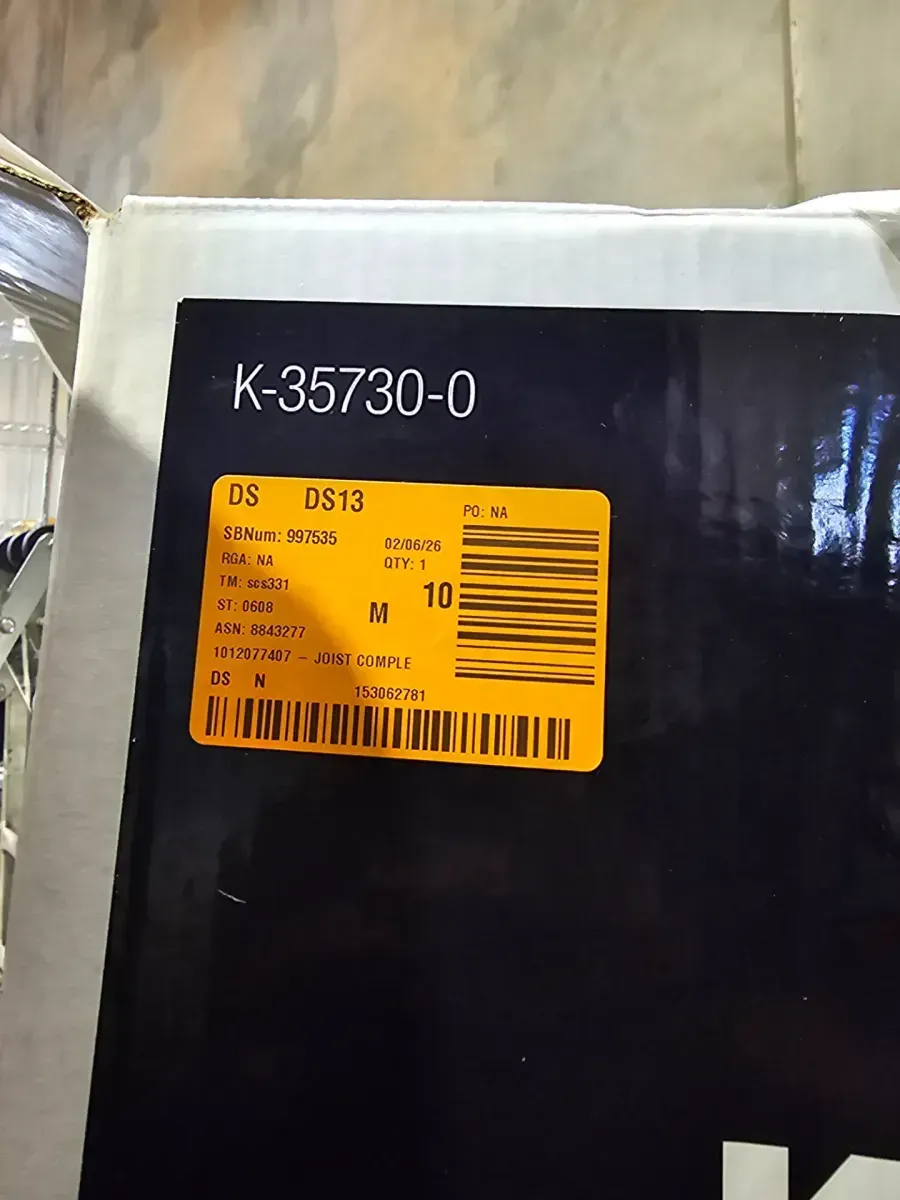 K-35730-0
DS DS13
PO: NA
SBNum: 997535
02/06/26
RGA: NA
QTY: 1
TM: scs331
10
ST: 0608
M
ASN: 8843277
1012077407 – JOIST COMPLE
DS N
153062781